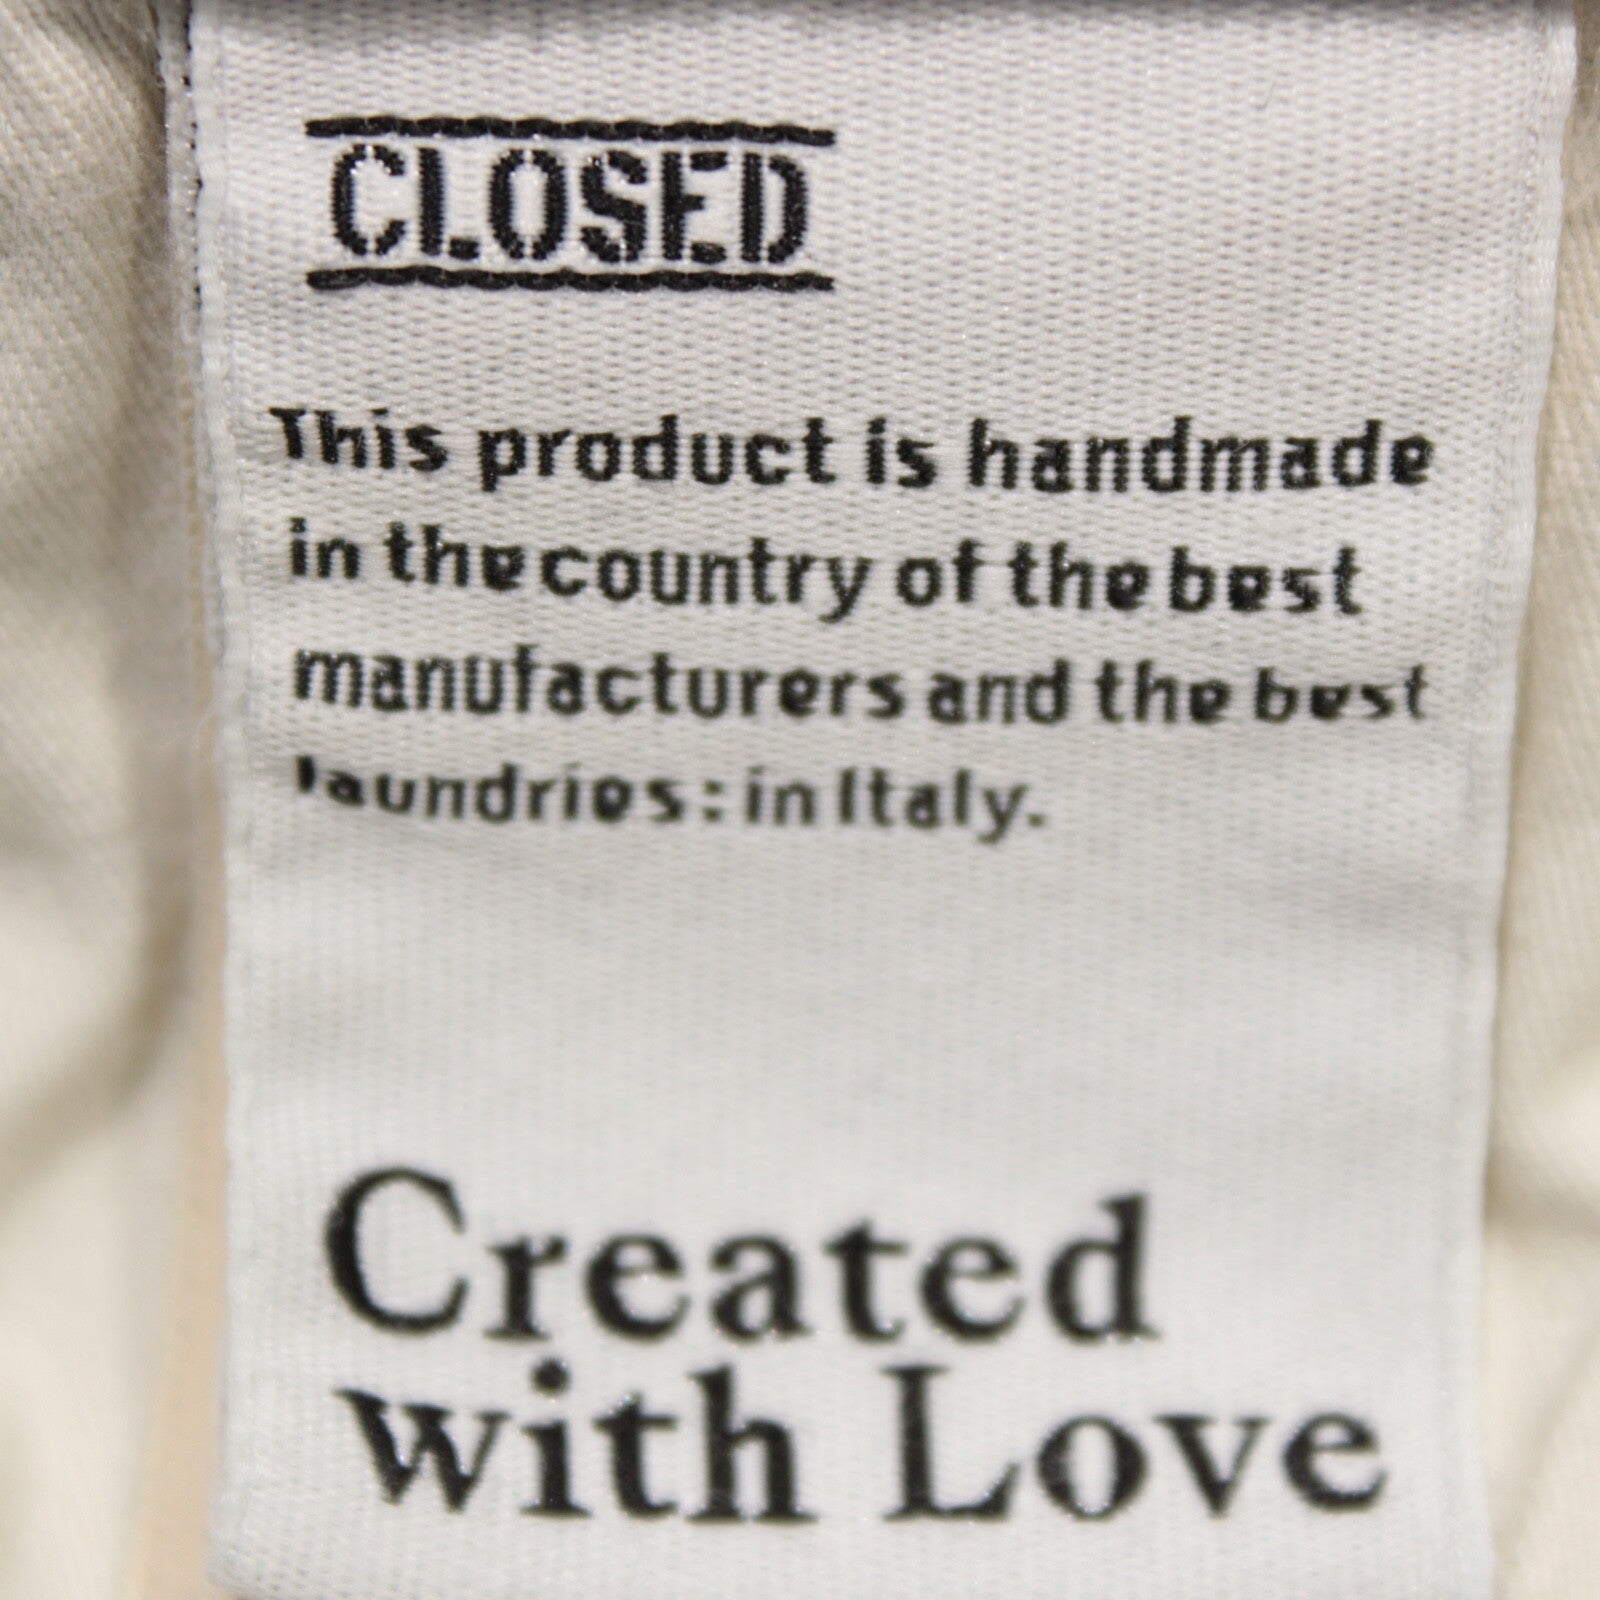 CLOSED
This product is handmade
in the country of the best
manufacturers and the best
laundries: in Italy.
Created
with Love